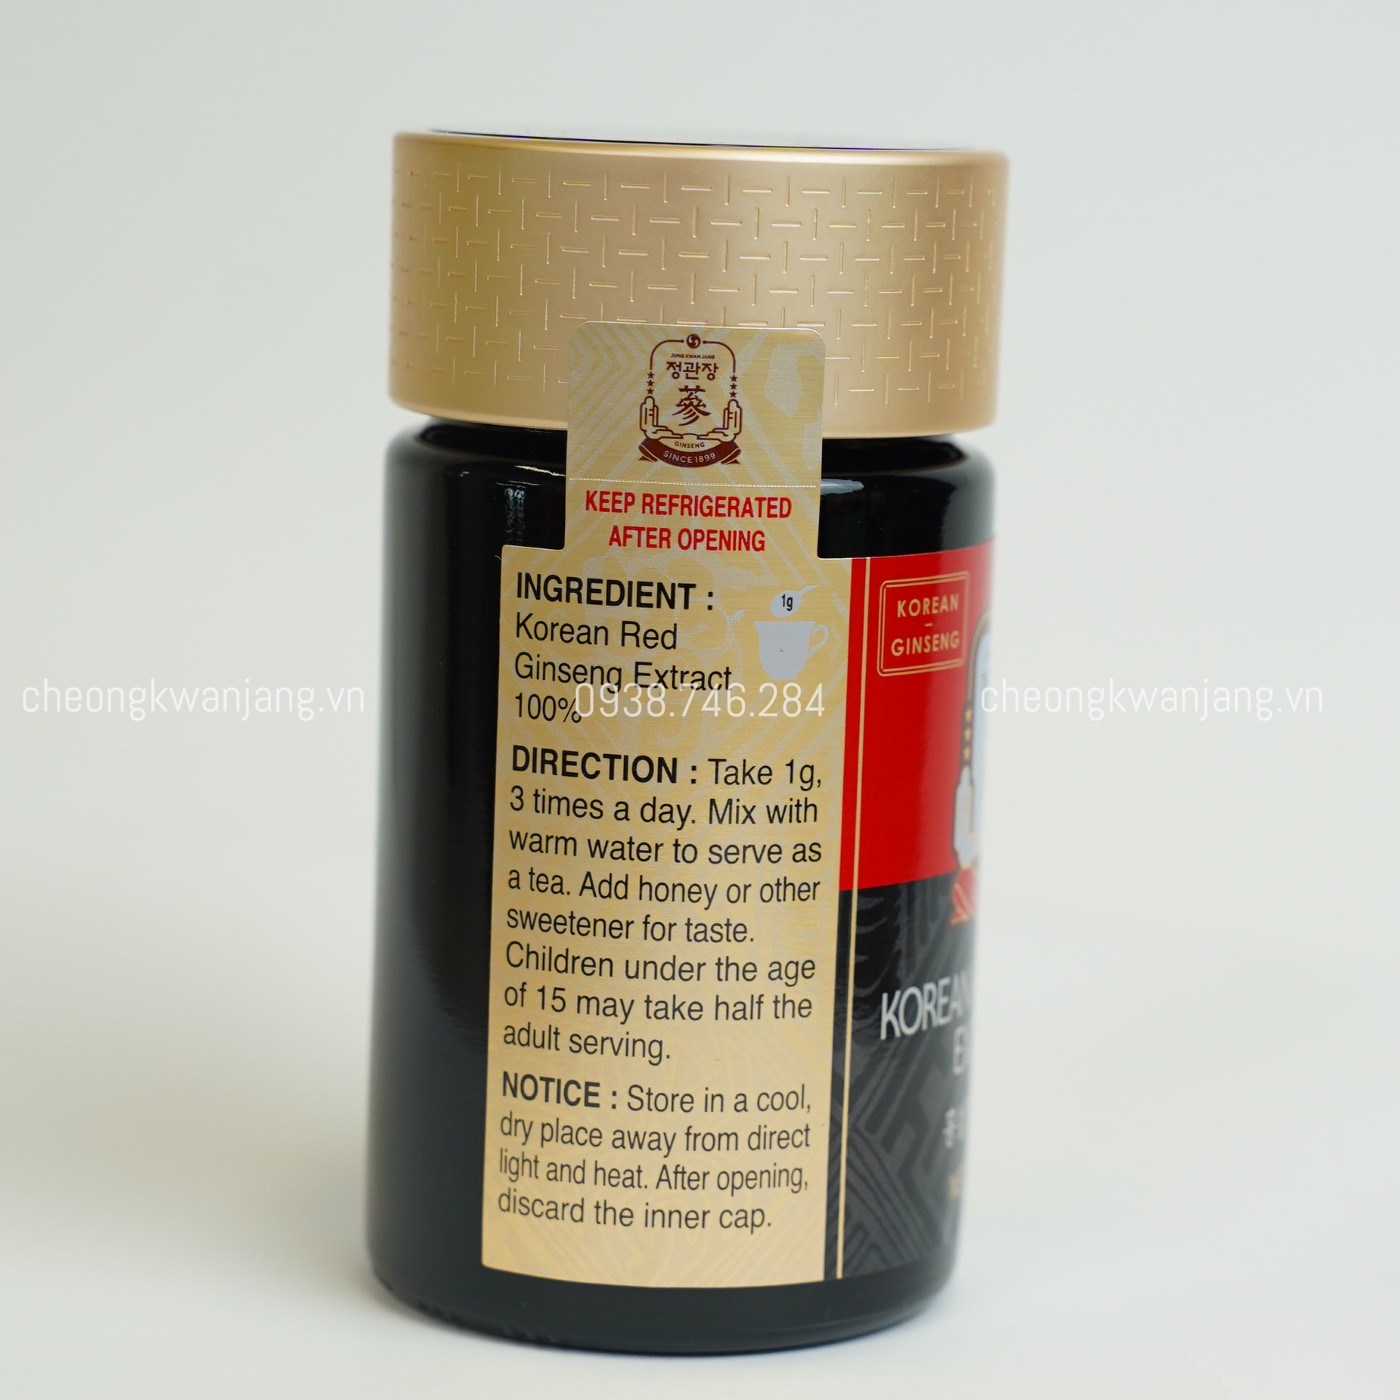 JUNG KWAN JANG
정관장
蔘
GINSENG
SINCE 1899
KEEP REFRIGERATED
AFTER OPENING
INGREDIENT :
1g
Korean Red
Ginseng Extract
100%
DIRECTION : Take 1g,
3 times a day. Mix with
warm water to serve as
a tea. Add honey or other
sweetener for taste.
Children under the age
of 15 may take half the
adult serving.
NOTICE : Store in a cool,
dry place away from direct
light and heat. After opening,
discard the inner cap.
KOREAN
GINSENG
KOREAN
cheongkwanjang.vn
0938.746.284
cheongkwanjang.vn